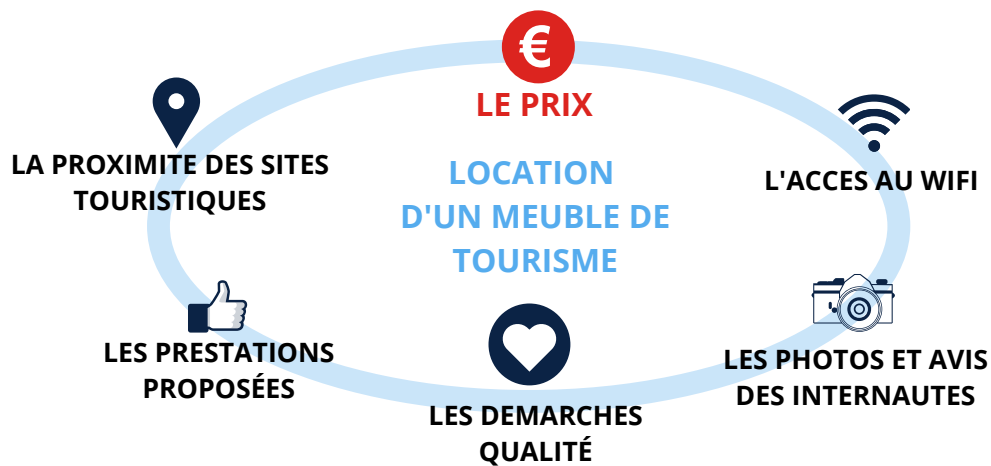 €
LE PRIX
LA PROXIMITE DES SITES
TOURISTIQUES
LOCATION
D'UN MEUBLE DE
TOURISME
L'ACCES AU WIFI
LES PRESTATIONS
PROPOSÉES
LES DEMARCHES
QUALITÉ
LES PHOTOS ET AVIS
DES INTERNAUTES